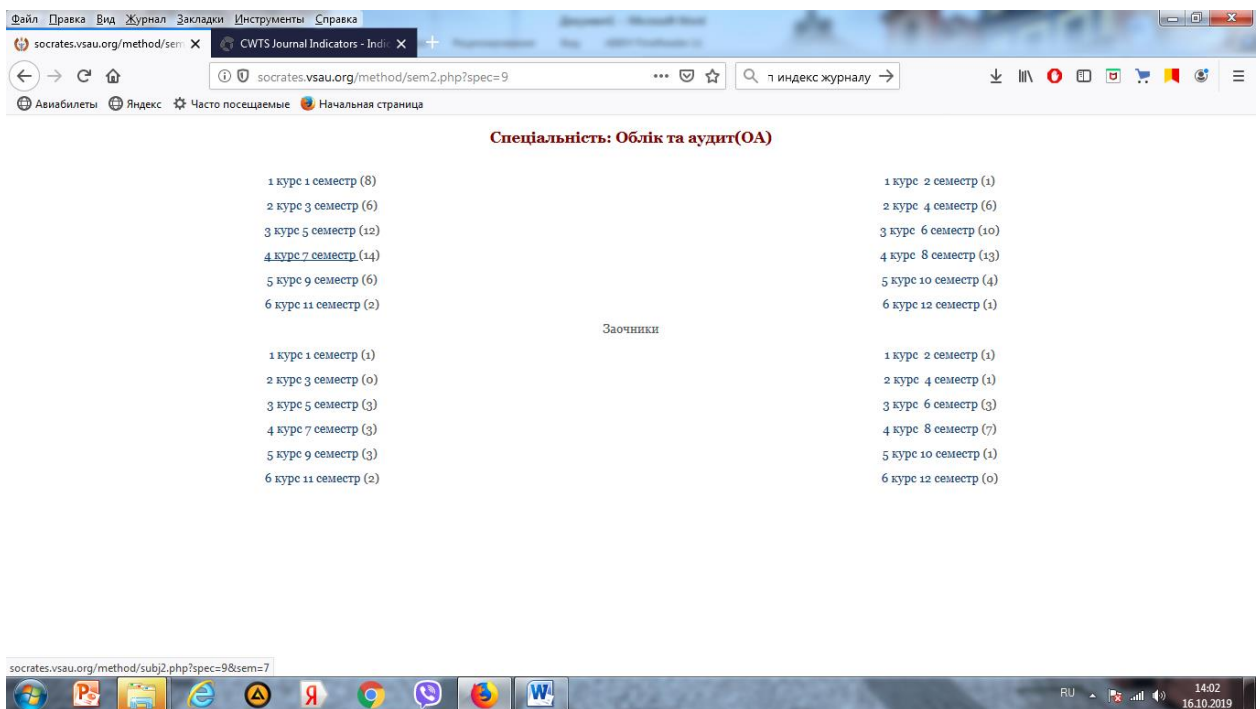 Файл Правка Вид Журнал Закладки Инструменты Справка
socrates.vsau.org/method/sem CWTS Journal Indicators - Indic
socrates.vsau.org/method/sem2.php?spec=9 п индекс журналу
Авиабилеты Яндекс Часто посещаемые Начальная страница
Спеціальність: Облік та аудит(ОА)
1 курс 1 семестр (8) 1 курс 2 семестр (1)
2 курс 3 семестр (6) 2 курс 4 семестр (6)
3 курс 5 семестр (12) 3 курс 6 семестр (10)
4 курс 7 семестр (14) 4 курс 8 семестр (13)
5 курс 9 семестр (6) 5 курс 10 семестр (4)
6 курс 11 семестр (2) 6 курс 12 семестр (1)
Заочники
1 курс 1 семестр (1) 1 курс 2 семестр (1)
2 курс 3 семестр (0) 2 курс 4 семестр (1)
3 курс 5 семестр (3) 3 курс 6 семестр (3)
4 курс 7 семестр (3) 4 курс 8 семестр (7)
5 курс 9 семестр (3) 5 курс 10 семестр (1)
6 курс 11 семестр (2) 6 курс 12 семестр (0)
socrates.vsau.org/method/subj2.php?spec=9&sem=7
RU 14:02
16.10.2019